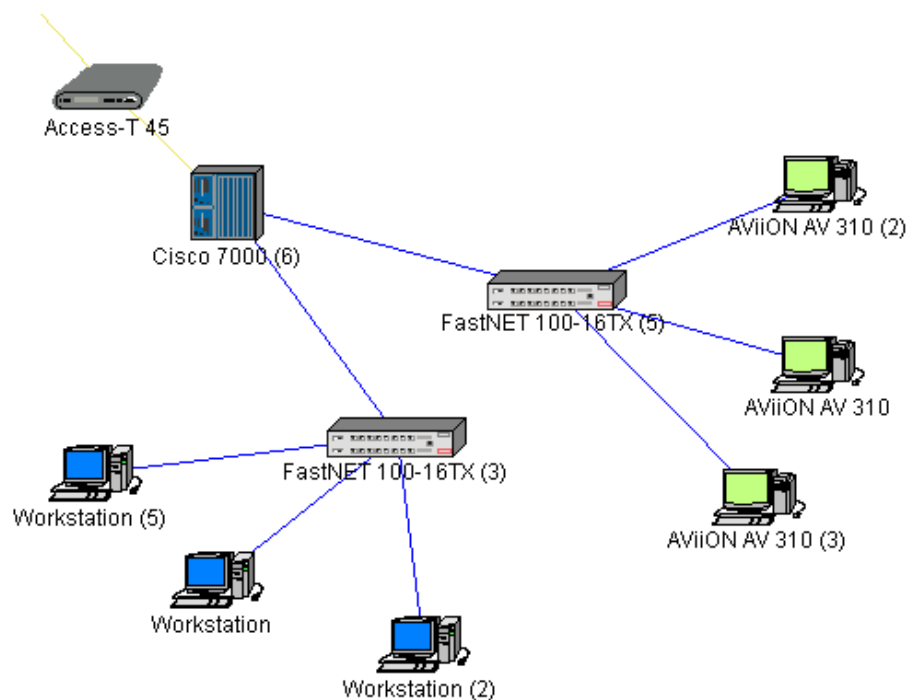 Access-T 45
Cisco 7000 (6)
AViiON AV 310 (2)
FastNET 100-16TX (5)
AViiON AV 310
FastNET 100-16TX (3)
Workstation (5)
AViiON AV 310 (3)
Workstation
Workstation (2)